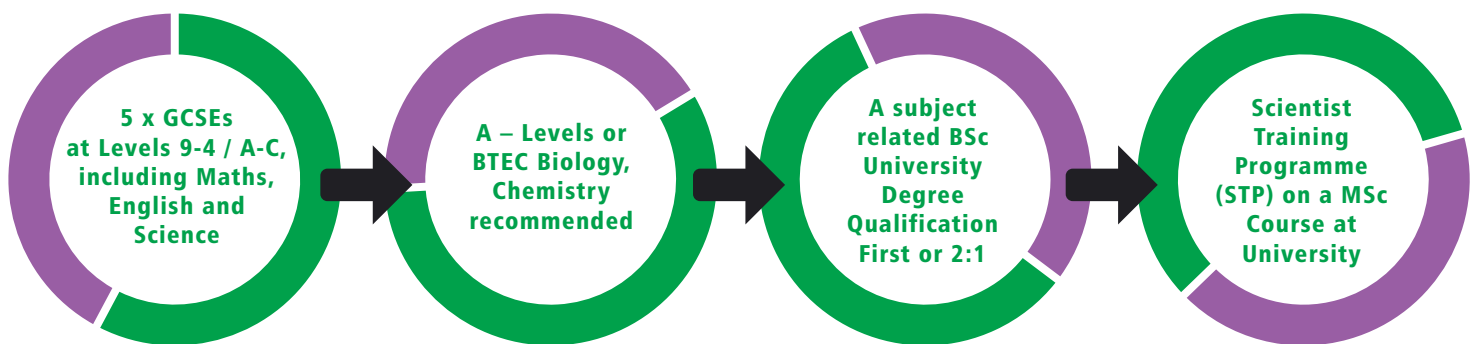 5 x GCSEs
at Levels 9-4 / A-C,
including Maths,
English and
Science
A – Levels or
BTEC Biology,
Chemistry
recommended
A subject
related BSc
University
Degree
Qualification
First or 2:1
Scientist
Training
Programme
(STP) on a MSc
Course at
University